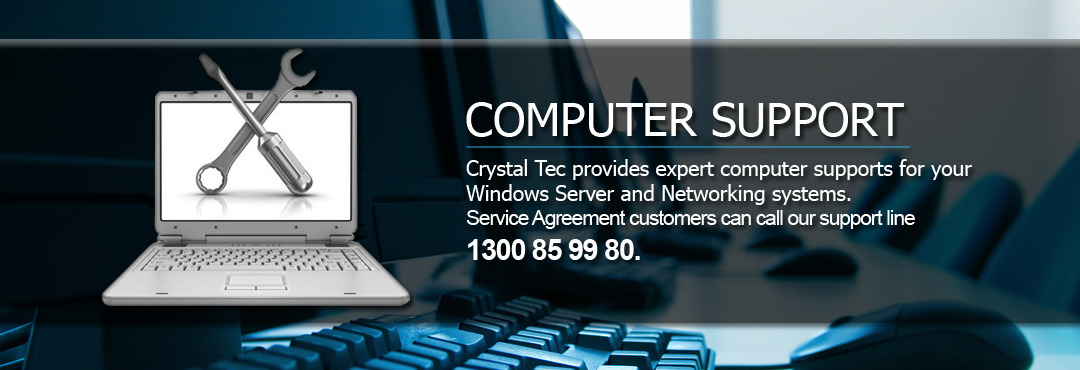 COMPUTER SUPPORT
Crystal Tec provides expert computer supports for your
Windows Server and Networking systems.
Service Agreement customers can call our support line
1300 85 99 80.